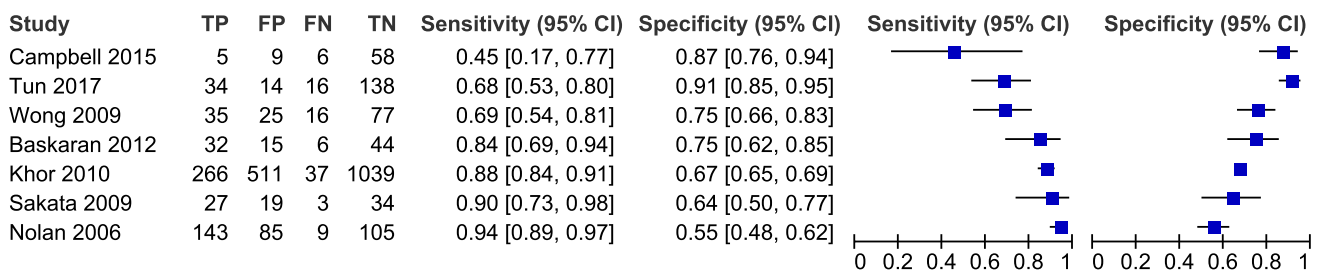 Study TP FP FN TN Sensitivity (95% CI) Specificity (95% CI) Sensitivity (95% CI) Specificity (95% CI)
Campbell 2015 5 9 6 58 0.45 [0.17, 0.77] 0.87 [0.76, 0.94]
Tun 2017 34 14 16 138 0.68 [0.53, 0.80] 0.91 [0.85, 0.95]
Wong 2009 35 25 16 77 0.69 [0.54, 0.81] 0.75 [0.66, 0.83]
Baskaran 2012 32 15 6 44 0.84 [0.69, 0.94] 0.75 [0.62, 0.85]
Khor 2010 266 511 37 1039 0.88 [0.84, 0.91] 0.67 [0.65, 0.69]
Sakata 2009 27 19 3 34 0.90 [0.73, 0.98] 0.64 [0.50, 0.77]
Nolan 2006 143 85 9 105 0.94 [0.89, 0.97] 0.55 [0.48, 0.62]
0 0.2 0.4 0.6 0.8 1 0 0.2 0.4 0.6 0.8 1